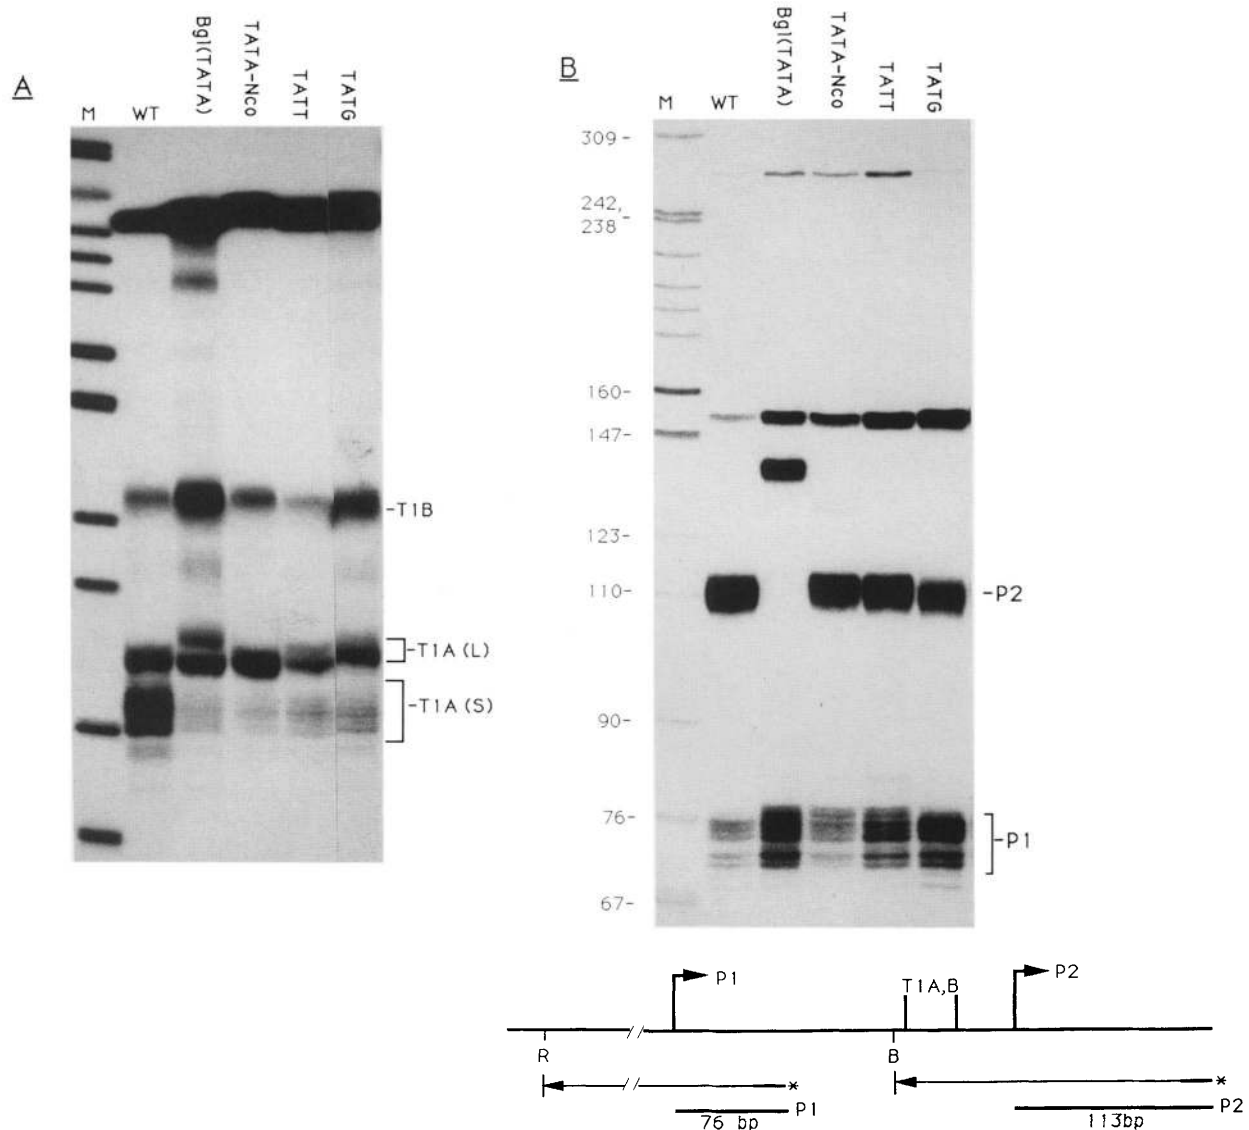 A
M
WT
Bgl(TATA)
TATA-Nco
TATT
TATG
-T1B
-T1A (L)
-T1A (S)
B
M
WT
Bgl(TATA)
TATA-Nco
TATT
TATG
309-
242,
238-
160-
147-
123-
110-
90-
76-
67-
-P2
-P1
P1
T1A,B
P2
R
B
*
P1
76 bp
*
P2
113bp